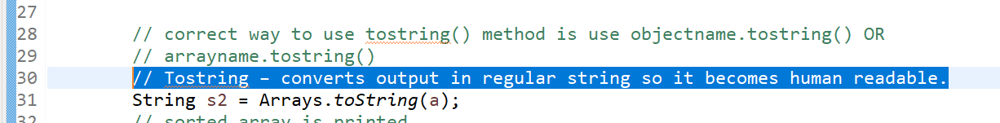 27
28 // correct way to use tostring() method is use objectname.tostring() OR
29 // arrayname.tostring()
30 // Tostring – converts output in regular string so it becomes human readable.
31 String s2 = Arrays.toString(a);
32 // sorted array is printed